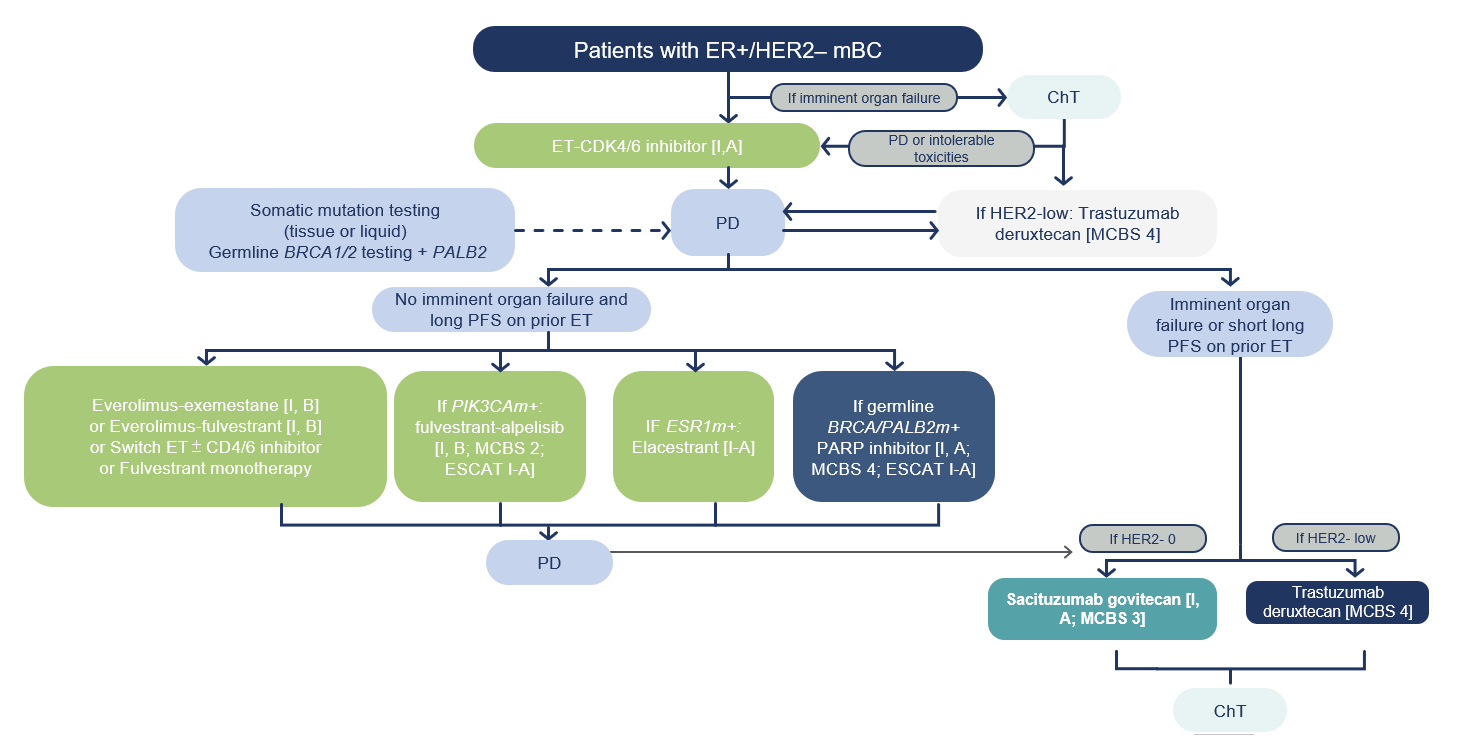 Patients with ER+/HER2– mBC
If imminent organ failure
ChT
ET-CDK4/6 inhibitor [I,A]
PD or intolerable
toxicities
Somatic mutation testing
(tissue or liquid)
Germline BRCA1/2 testing + PALB2
PD
If HER2-low: Trastuzumab
deruxtecan [MCBS 4]
No imminent organ failure and
long PFS on prior ET
Imminent organ
failure or short long
PFS on prior ET
Everolimus-exemestane [I, B]
or Everolimus-fulvestrant [I, B]
or Switch ET ± CD4/6 inhibitor
or Fulvestrant monotherapy
If PIK3CAm+:
fulvestrant-alpelisib
[I, B; MCBS 2;
ESCAT I-A]
IF ESR1m+:
Elacestrant [I-A]
If germline
BRCA/PALB2m+
PARP inhibitor [I, A;
MCBS 4; ESCAT I-A]
PD
If HER2- 0
If HER2- low
Sacituzumab govitecan [I,
A; MCBS 3]
Trastuzumab
deruxtecan [MCBS 4]
ChT